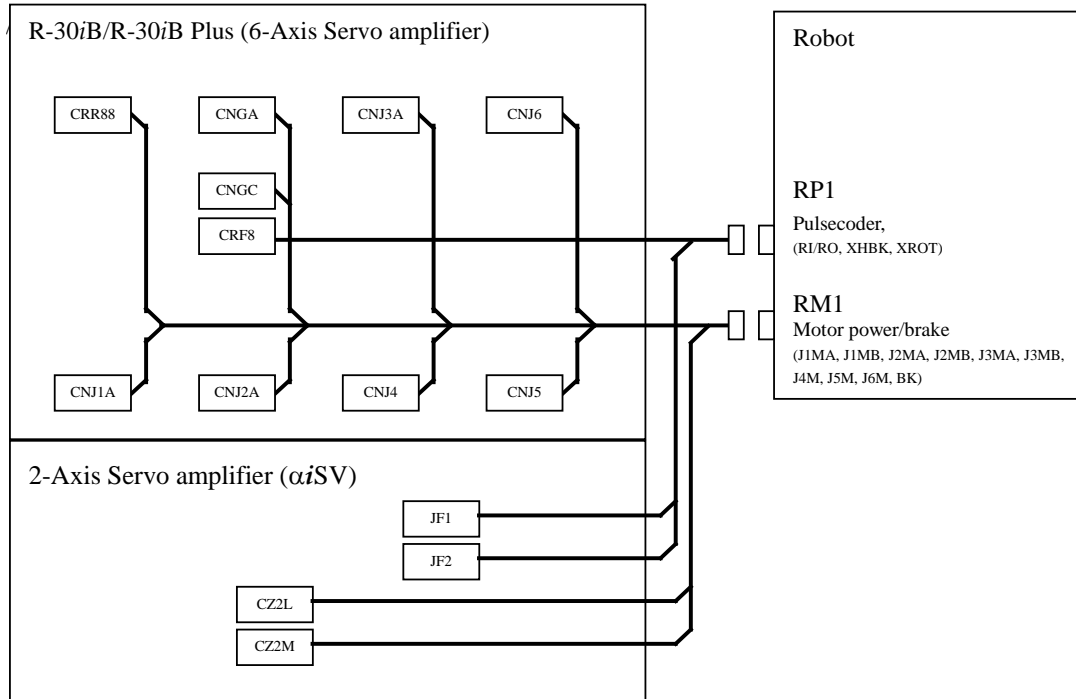 R-30iB/R-30iB Plus (6-Axis Servo amplifier)
Robot
CRR88
CNGA
CNJ3A
CNJ6
CNGC
CRF8
RP1
Pulsecoder,
(RI/RO, XHBK, XROT)
RM1
Motor power/brake
(J1MA, J1MB, J2MA, J2MB, J3MA, J3MB,
J4M, J5M, J6M, BK)
CNJ1A
CNJ2A
CNJ4
CNJ5
2-Axis Servo amplifier (αiSV)
JF1
JF2
CZ2L
CZ2M